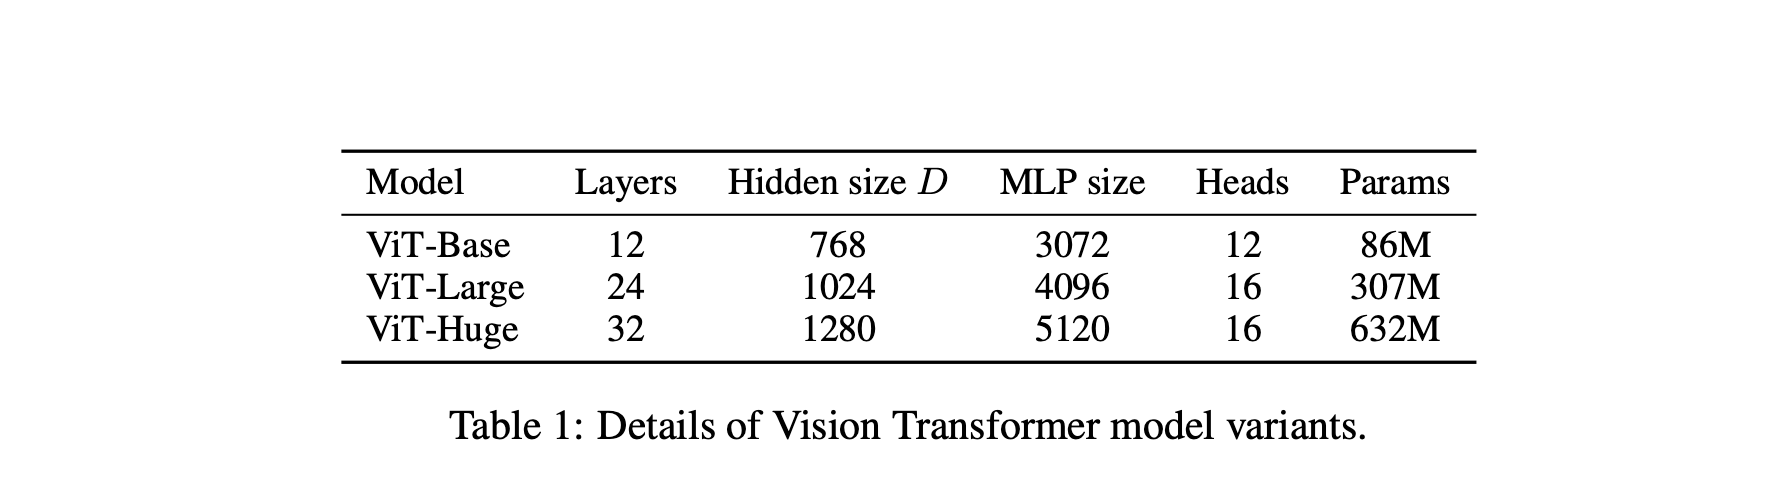 Model Layers Hidden size D MLP size Heads Params
ViT-Base 12 768 3072 12 86M
ViT-Large 24 1024 4096 16 307M
ViT-Huge 32 1280 5120 16 632M
Table 1: Details of Vision Transformer model variants.